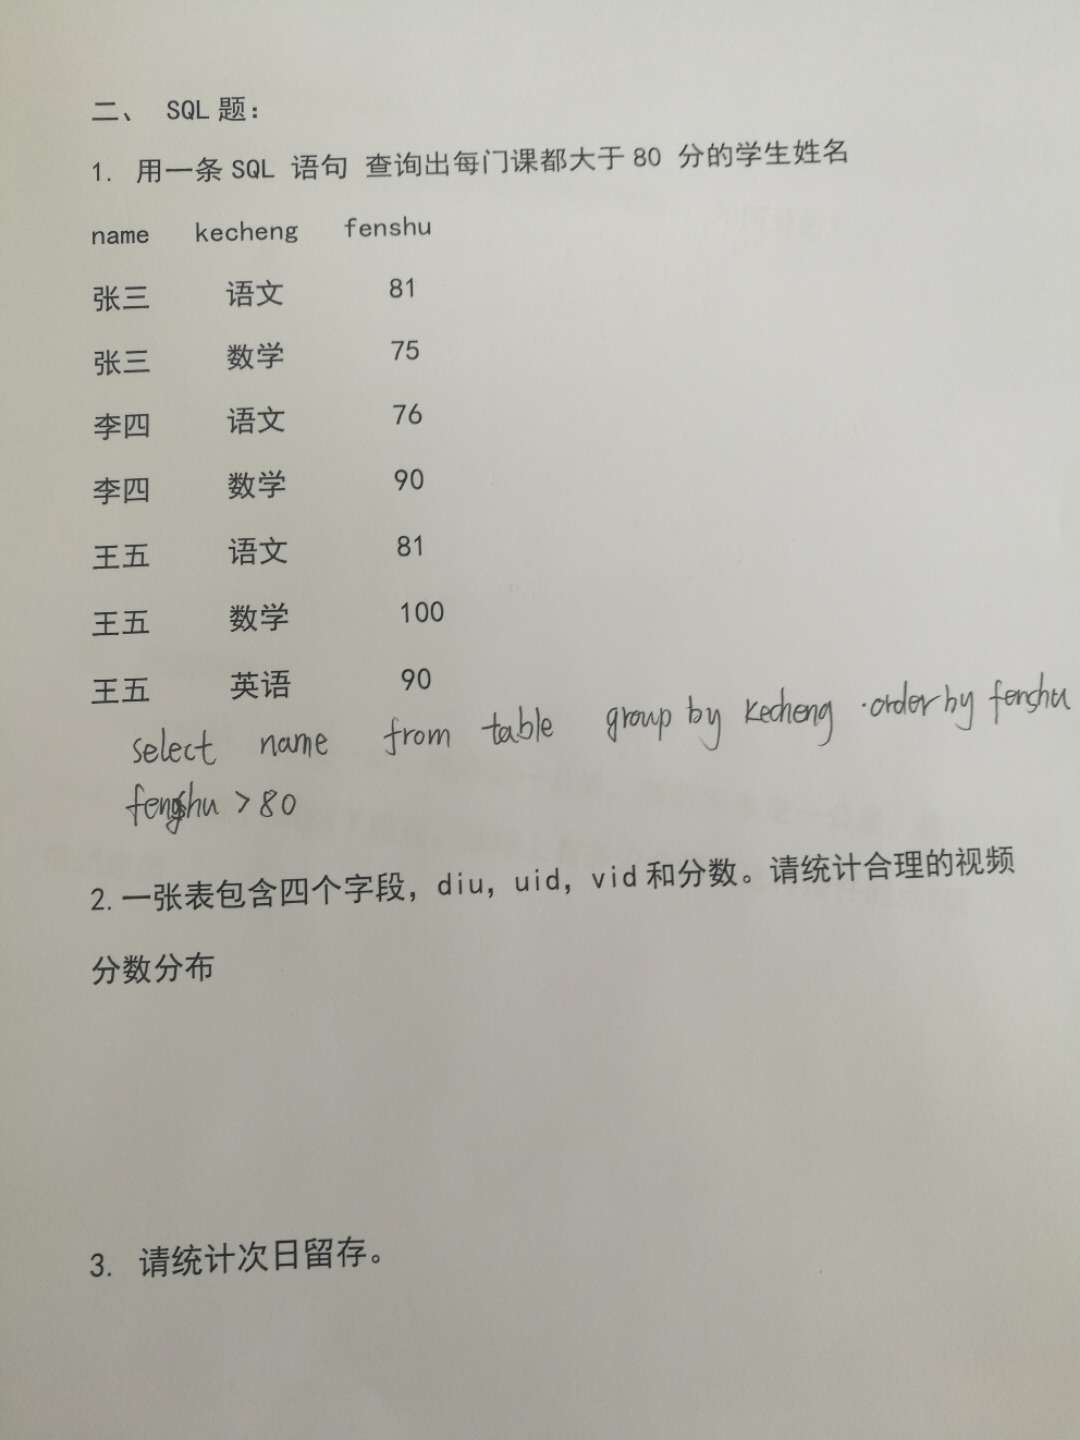 二、 SQL 题：
1. 用一条 SQL 语句 查询出每门课都大于 80 分的学生姓名
name kecheng fenshu
张三 语文 81
张三 数学 75
李四 语文 76
李四 数学 90
王五 语文 81
王五 数学 100
王五 英语 90
select name from table group by kecheng .order by fenshu
fengshu > 80
2. 一张表包含四个字段，diu，uid，vid 和分数。请统计合理的视频
分数分布
3. 请统计次日留存。